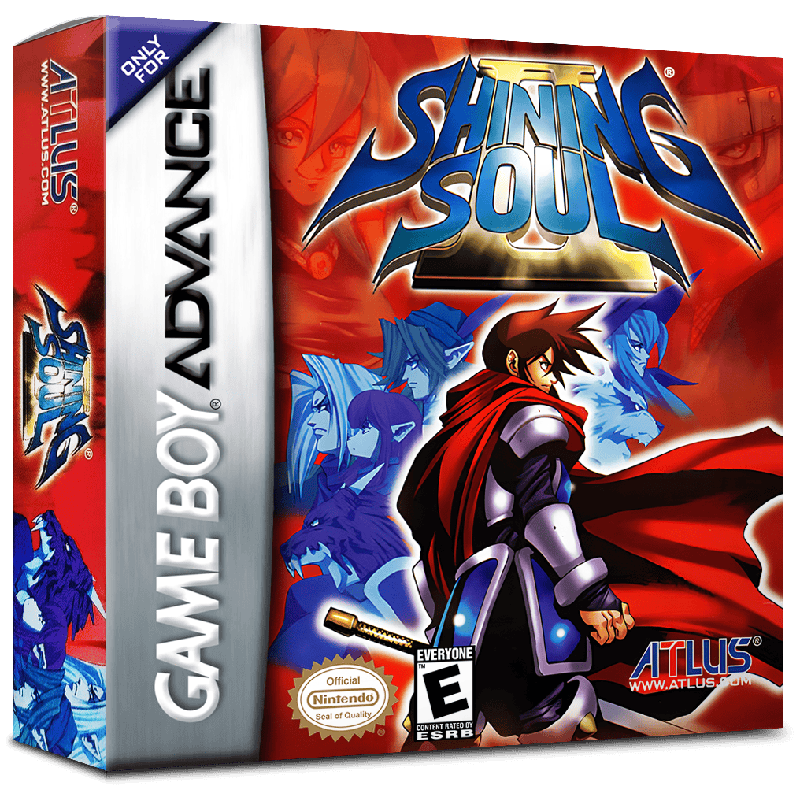 ATLUS®
WWW.ATLUS.COM
SHINING
SOUL
II
®
ONLY
FOR
GAME BOY® ADVANCE
SHINING®
SOUL
II
Official
Nintendo®
Seal of Quality
EVERYONE
™
E
CONTENT RATED BY
ESRB
ATLUS®
WWW.ATLUS.COM